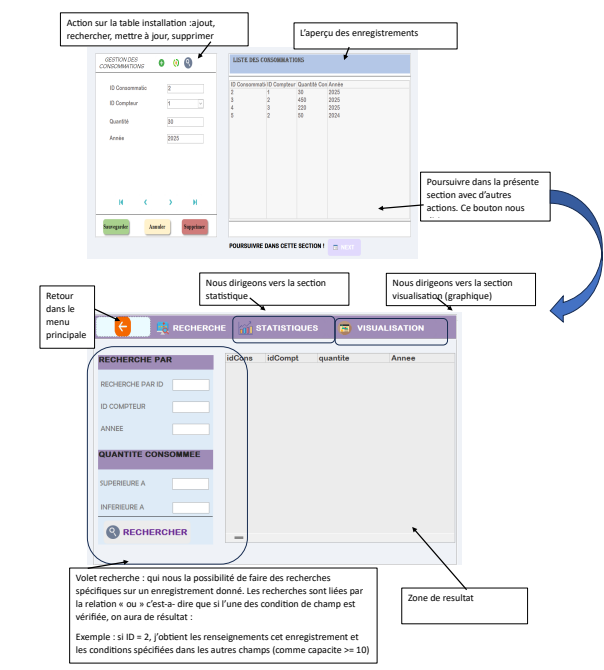 Action sur la table installation :ajout,
rechercher, mettre à jour, supprimer
L'aperçu des enregistrements
GESTION DES
CONSOMMATIONS
LISTE DES CONSOMMATIONS
ID Consommatic 2
ID Compteur 1
Quantité 30
Année 2025
ID Consommati ID Compteur Quantité Con Année
2 1 30 2025
3 2 450 2025
4 3 220 2025
5 2 50 2024
Sauvegarder Annuler Supprimer
POURSUIVRE DANS CETTE SECTION ! NEXT
Poursuivre dans la présente
section avec d'autres
actions. Ce bouton nous
Nous dirigeons vers la section
statistique
Nous dirigeons vers la section
visualisation (graphique)
Retour
dans le
menu
principale
RECHERCHE STATISTIQUES VISUALISATION
RECHERCHE PAR
idCons idCompt quantite Annee
RECHERCHE PAR ID
ID COMPTEUR
ANNEE
QUANTITE CONSOMMEE
SUPERIEURE A
INFERIEURE A
RECHERCHER
Volet recherche : qui nous la possibilité de faire des recherches
spécifiques sur un enregistrement donné. Les recherches sont liées par
la relation « ou » c'est-a- dire que si l'une des condition de champ est
vérifiée, on aura de résultat :
Exemple : si ID = 2, j'obtient les renseignements cet enregistrement et
les conditions spécifiées dans les autres champs (comme capacite >= 10)
Zone de resultat